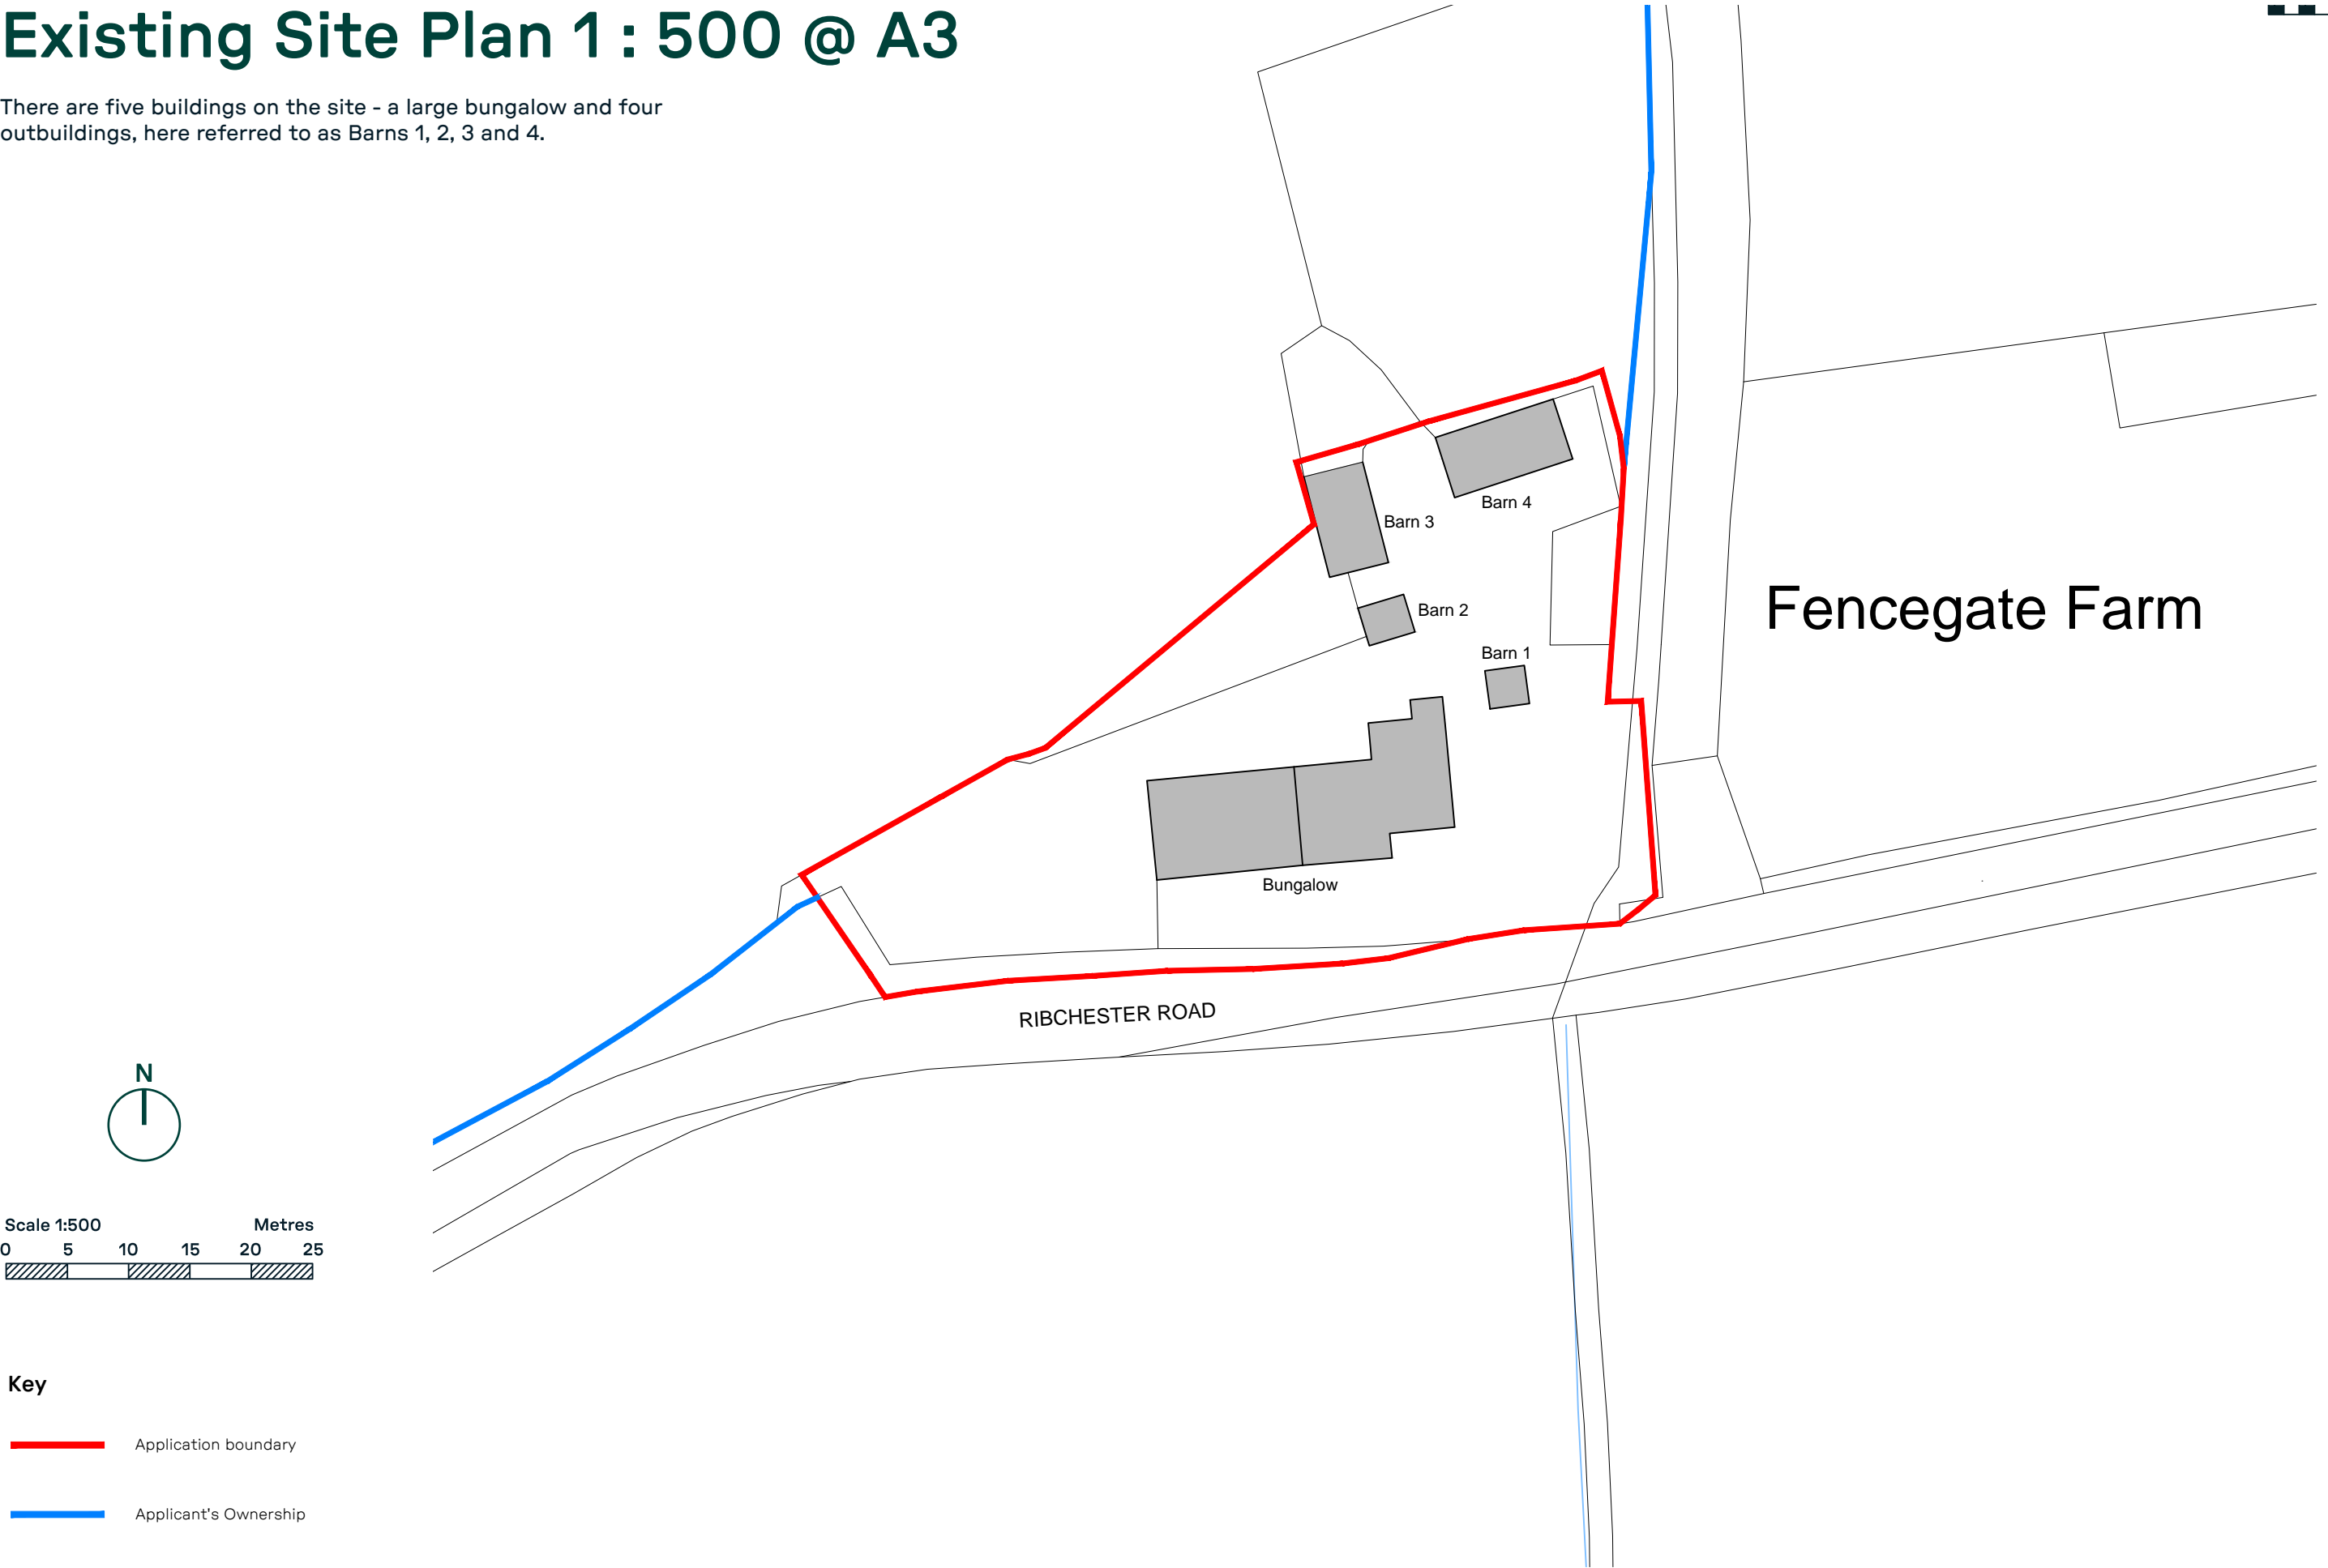 Existing Site Plan 1 : 500 @ A3
There are five buildings on the site - a large bungalow and four
outbuildings, here referred to as Barns 1, 2, 3 and 4.
Barn 4
Barn 3
Barn 2
Barn 1
Fencegate Farm
Bungalow
RIBCHESTER ROAD
N
Scale 1:500 Metres
0 5 10 15 20 25
Key
Application boundary
Applicant's Ownership